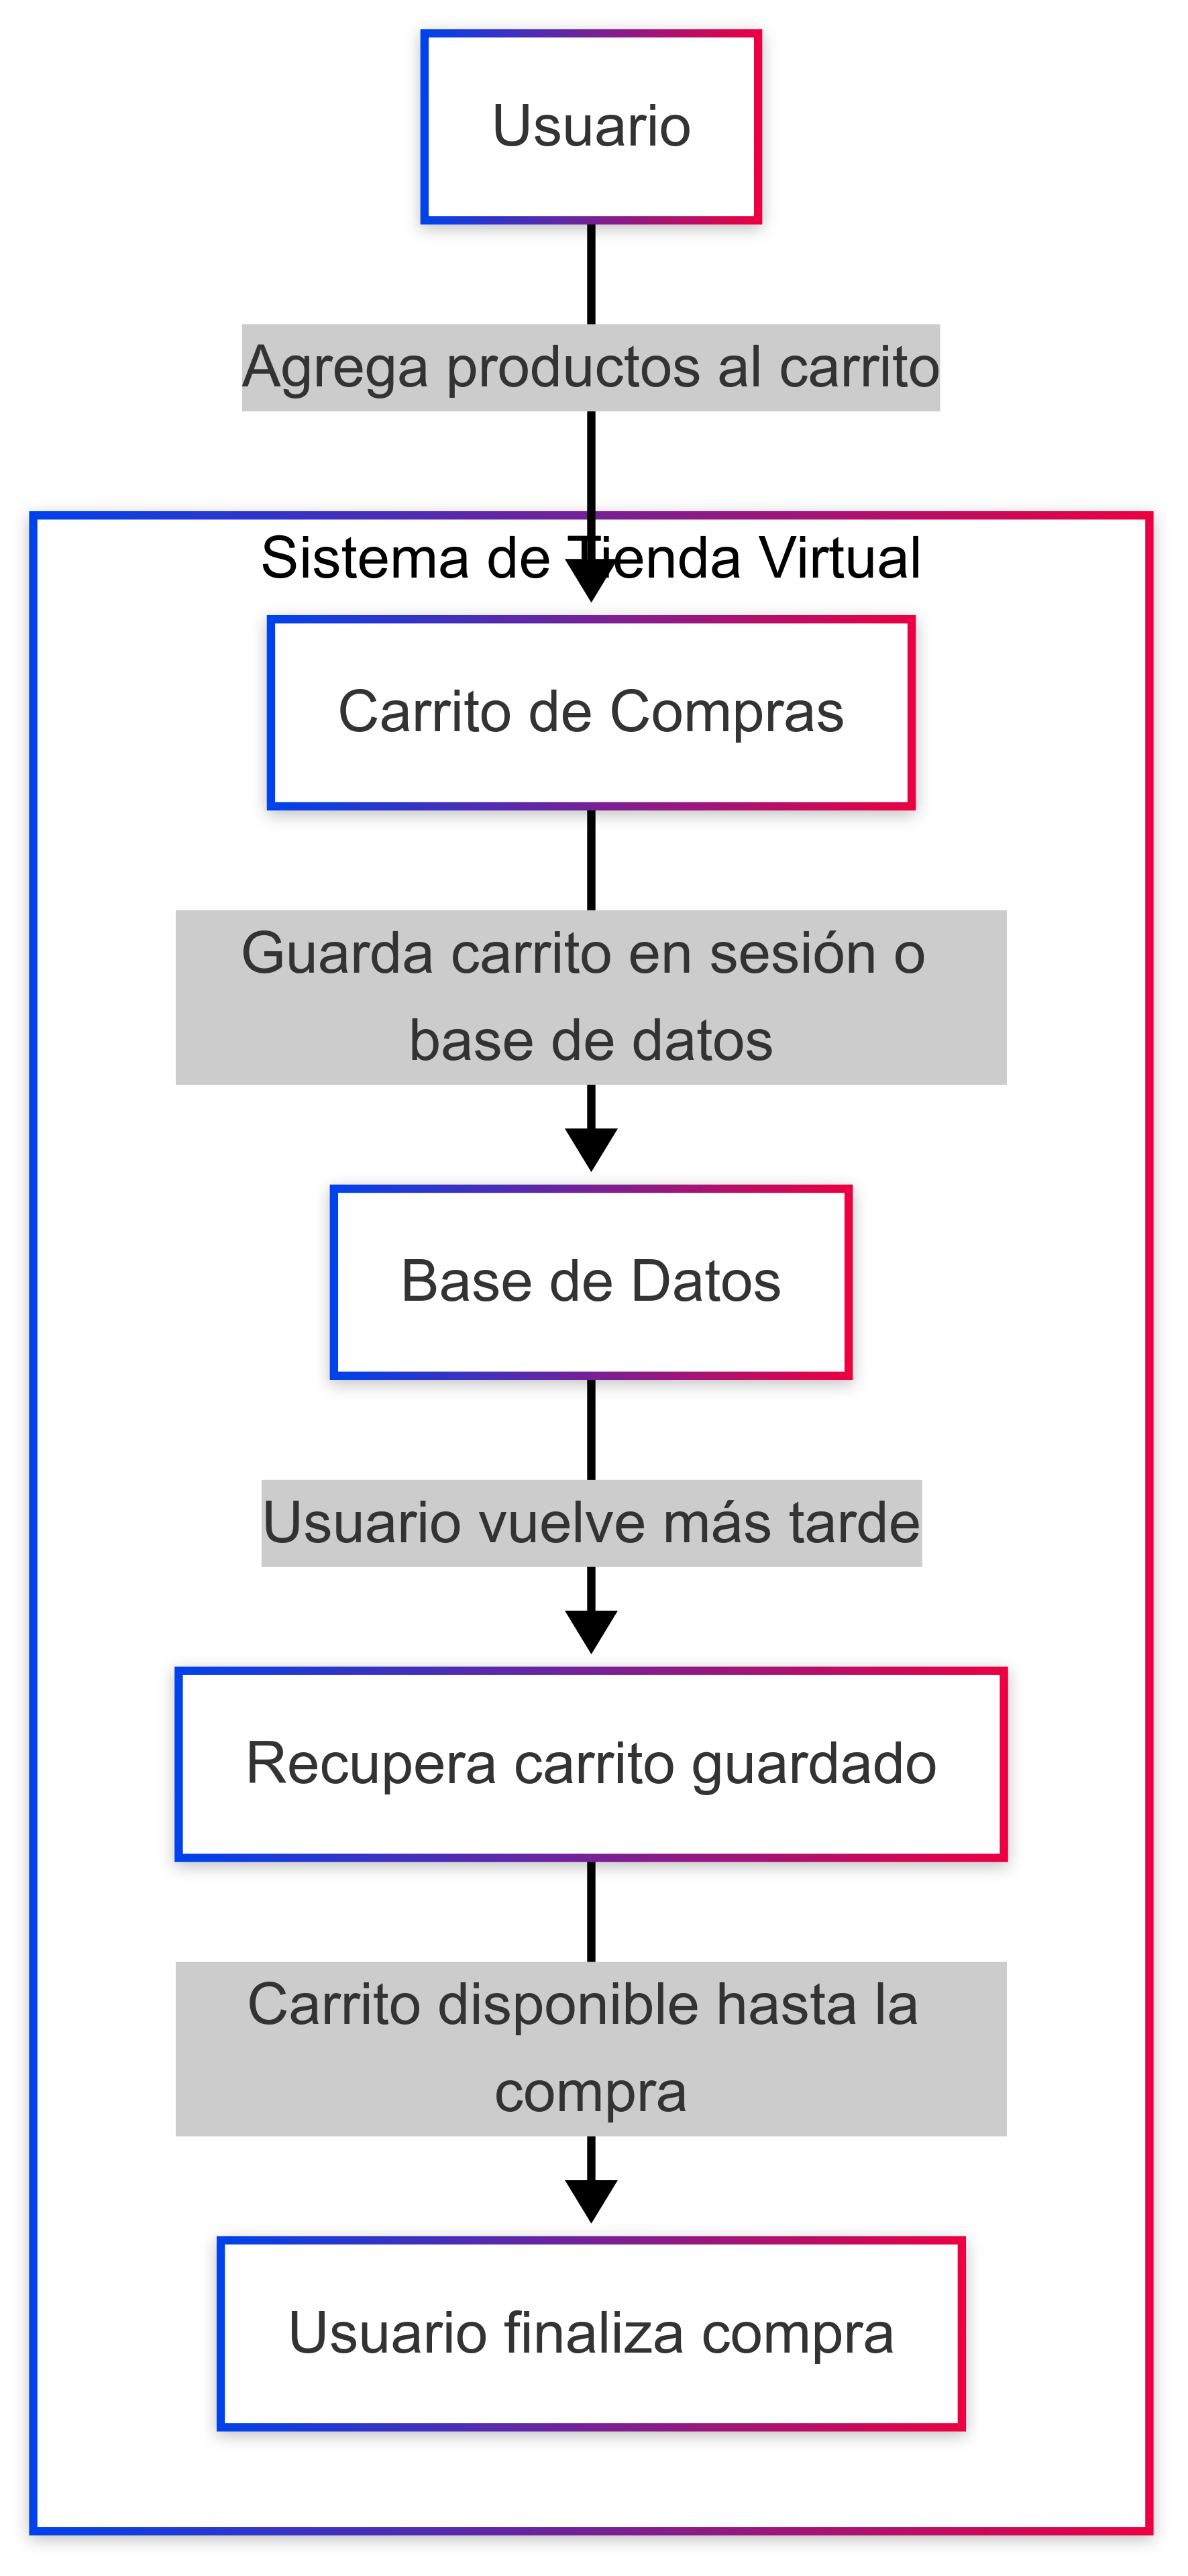 Usuario
Agrega productos al carrito
Sistema de Tienda Virtual
Carrito de Compras
Guarda carrito en sesión o
base de datos
Base de Datos
Usuario vuelve más tarde
Recupera carrito guardado
Carrito disponible hasta la
compra
Usuario finaliza compra